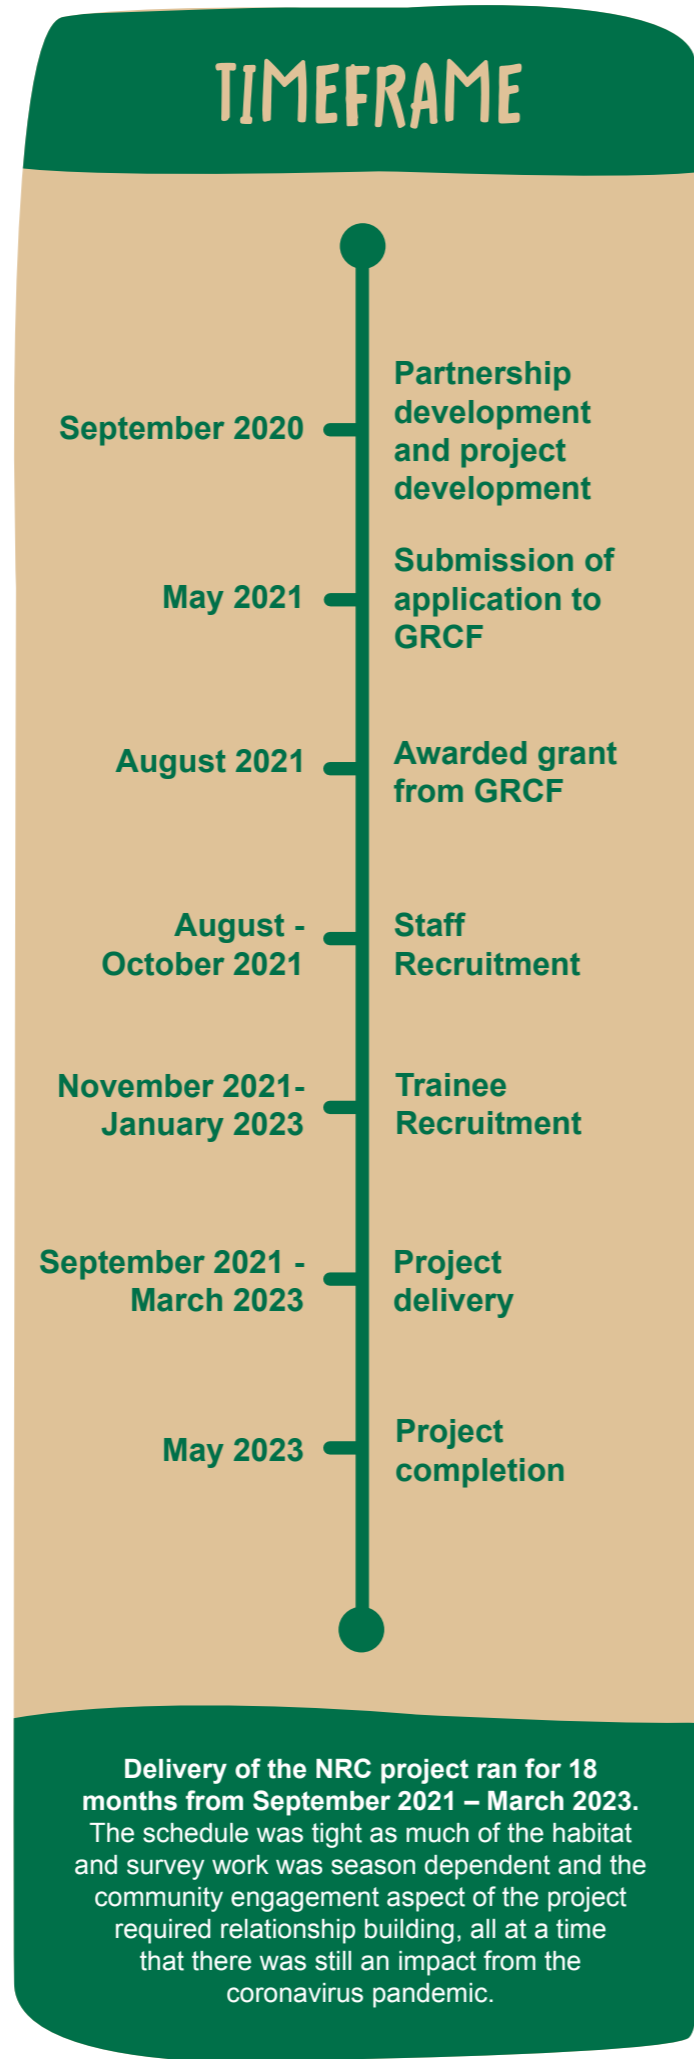 TIMEFRAME
September 2020
Partnership
development
and project
development
May 2021
Submission of
application to
GRCF
August 2021
Awarded grant
from GRCF
August -
October 2021
Staff
Recruitment
November 2021-
January 2023
Trainee
Recruitment
September 2021 -
March 2023
Project
delivery
May 2023
Project
completion
Delivery of the NRC project ran for 18
months from September 2021 – March 2023.
The schedule was tight as much of the habitat
and survey work was season dependent and the
community engagement aspect of the project
required relationship building, all at a time
that there was still an impact from the
coronavirus pandemic.